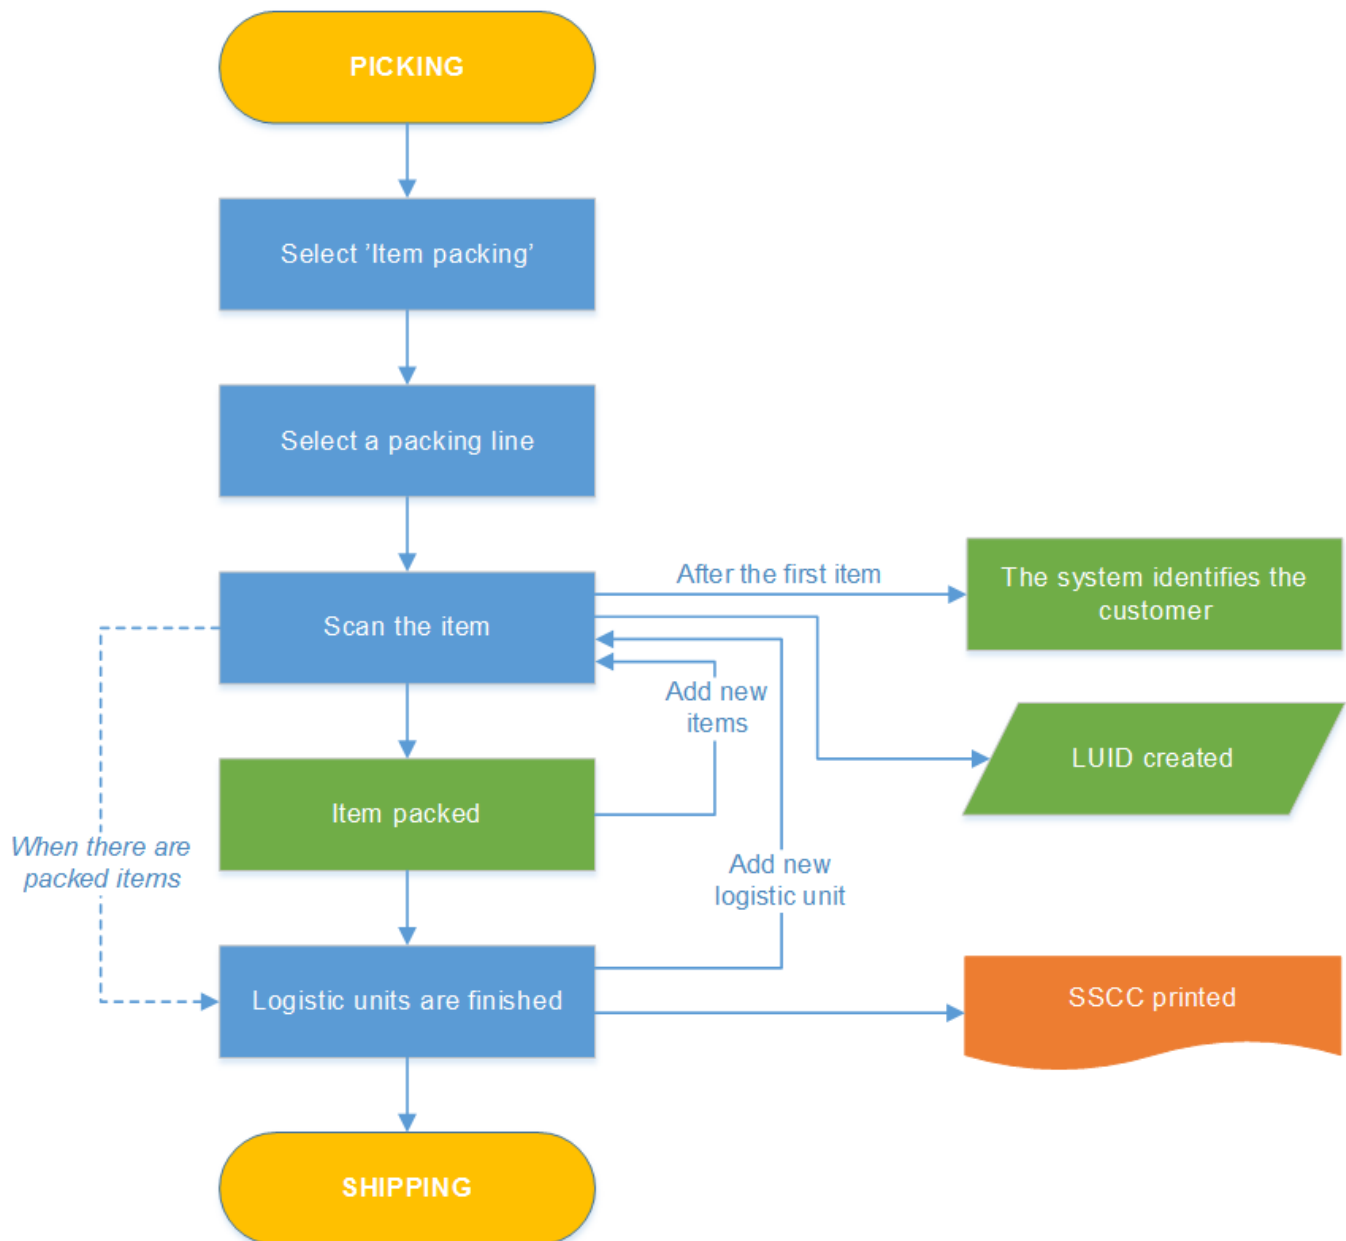 PICKING
Select ’Item packing’
Select a packing line
After the first item
The system identifies the
customer
Scan the item
Add new
items
LUID created
Item packed
When there are
packed items
Add new
logistic unit
Logistic units are finished
SSCC printed
SHIPPING